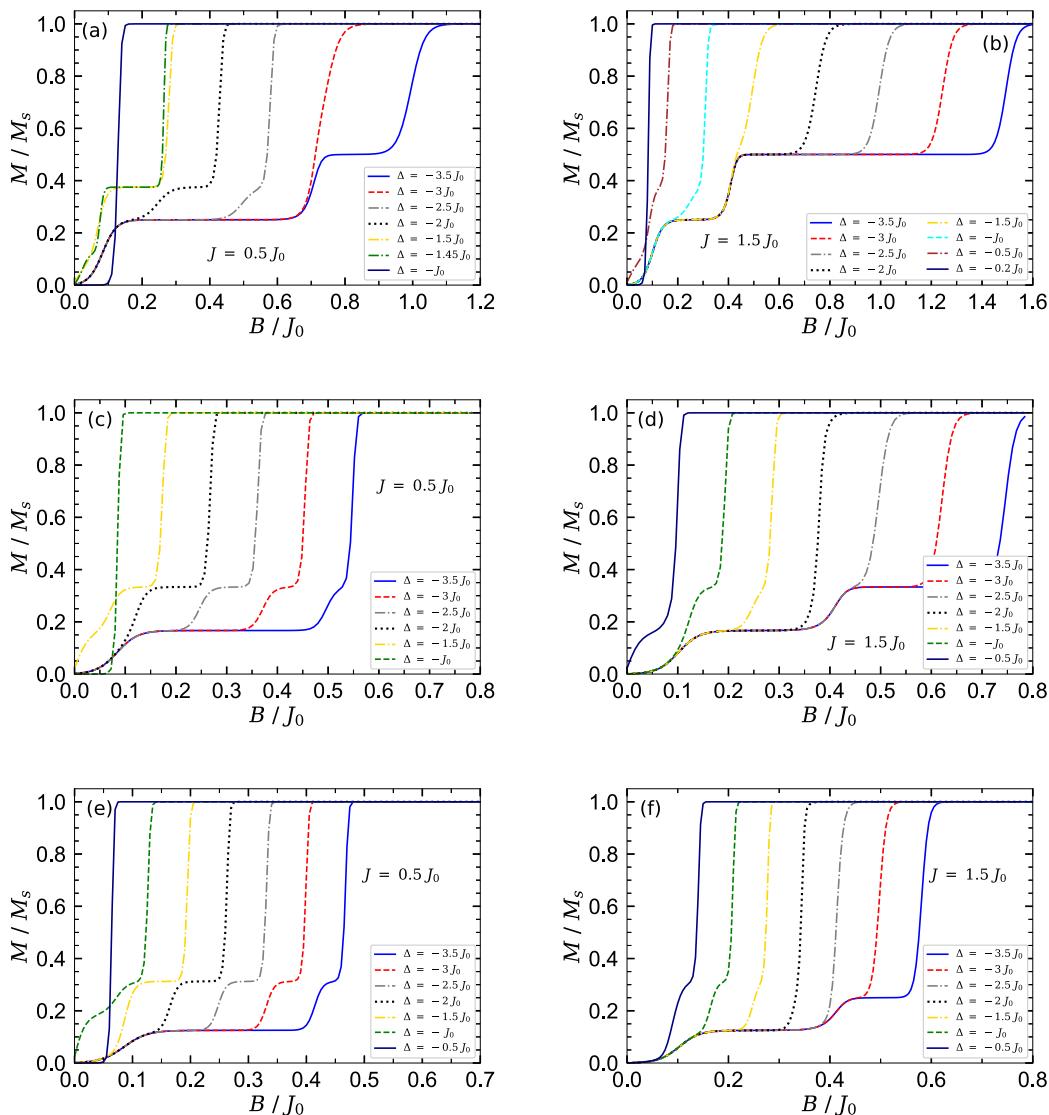 (a)
M / M_s
1.0
0.8
0.6
0.4
0.2
0.0
J = 0.5 J_0
Δ = −3.5 J_0
Δ = −3 J_0
Δ = −2.5 J_0
Δ = −2 J_0
Δ = −1.5 J_0
Δ = −1.45 J_0
Δ = − J_0
0.0 0.2 0.4 0.6 0.8 1.0 1.2
B / J_0
(b)
M / M_s
1.0
0.8
0.6
0.4
0.2
0.0
J = 1.5 J_0
Δ = −3.5 J_0
Δ = −3 J_0
Δ = −2.5 J_0
Δ = −2 J_0
Δ = −1.5 J_0
Δ = − J_0
Δ = −0.5 J_0
Δ = −0.2 J_0
0.0 0.2 0.4 0.6 0.8 1.0 1.2 1.4 1.6
B / J_0
(c)
M / M_s
1.0
0.8
0.6
0.4
0.2
0.0
J = 0.5 J_0
Δ = −3.5 J_0
Δ = −3 J_0
Δ = −2.5 J_0
Δ = −2 J_0
Δ = −1.5 J_0
Δ = − J_0
0.0 0.1 0.2 0.3 0.4 0.5 0.6 0.7 0.8
B / J_0
(d)
M / M_s
1.0
0.8
0.6
0.4
0.2
0.0
J = 1.5 J_0
Δ = −3.5 J_0
Δ = −3 J_0
Δ = −2.5 J_0
Δ = −2 J_0
Δ = −1.5 J_0
Δ = − J_0
Δ = −0.5 J_0
0.0 0.2 0.4 0.6 0.8
B / J_0
(e)
M / M_s
1.0
0.8
0.6
0.4
0.2
0.0
J = 0.5 J_0
Δ = −3.5 J_0
Δ = −3 J_0
Δ = −2.5 J_0
Δ = −2 J_0
Δ = −1.5 J_0
Δ = − J_0
Δ = −0.5 J_0
0.0 0.1 0.2 0.3 0.4 0.5 0.6 0.7
B / J_0
(f)
M / M_s
1.0
0.8
0.6
0.4
0.2
0.0
J = 1.5 J_0
Δ = −3.5 J_0
Δ = −3 J_0
Δ = −2.5 J_0
Δ = −2 J_0
Δ = −1.5 J_0
Δ = − J_0
Δ = −0.5 J_0
0.0 0.2 0.4 0.6 0.8
B / J_0